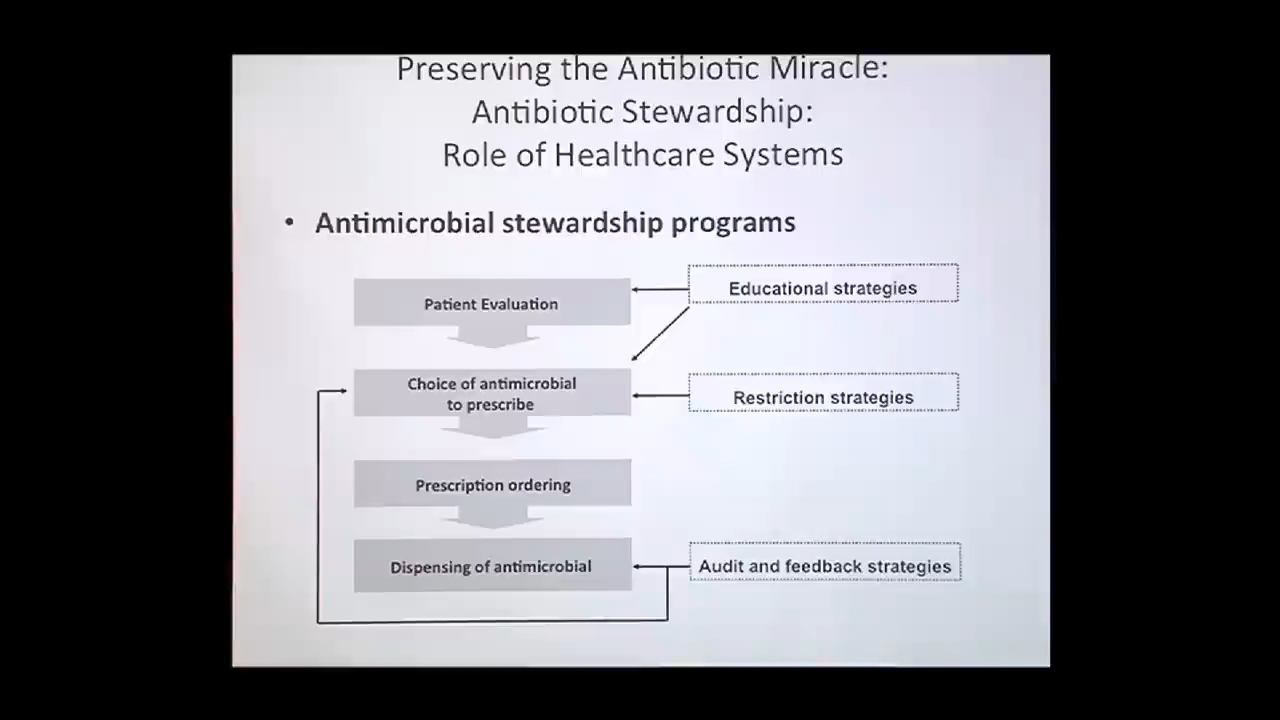 Preserving the Antibiotic Miracle:
Antibiotic Stewardship:
Role of Healthcare Systems
• Antimicrobial stewardship programs
Patient Evaluation
Educational strategies
Choice of antimicrobial
to prescribe
Restriction strategies
Prescription ordering
Dispensing of antimicrobial
Audit and feedback strategies